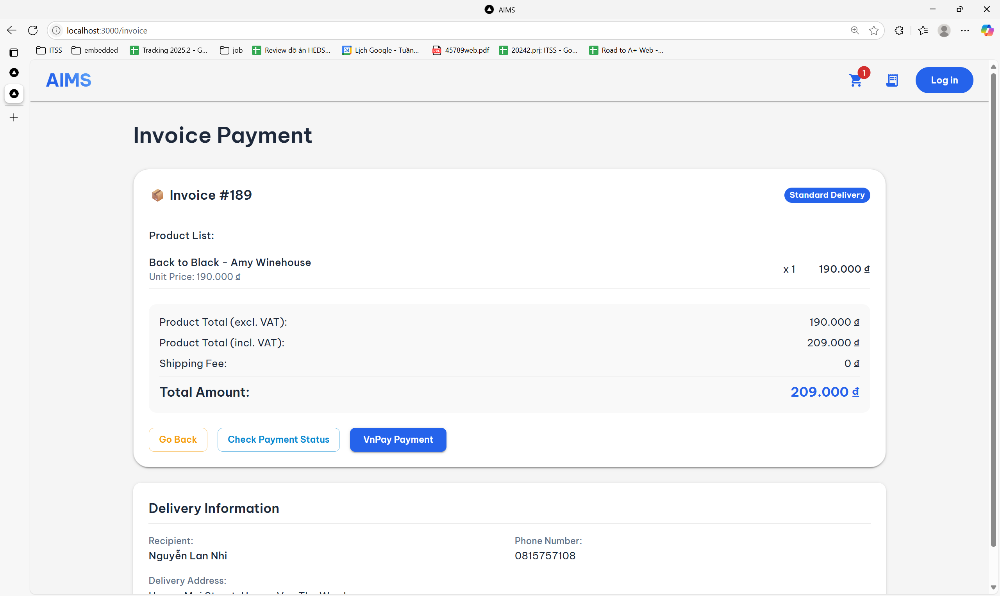 AIMS
localhost:3000/invoice
ITSS embedded Tracking 2025.2 - G... job Review đồ án HEDS... 24 Lịch Google - Tuần... PDF 45789web.pdf 20242.prj: ITSS - Go... Road to A+ Web -...
AIMS 1 Log in
Invoice Payment
Invoice #189 Standard Delivery
Product List:
Back to Black - Amy Winehouse
Unit Price: 190.000 ₫
x 1 190.000 ₫
Product Total (excl. VAT): 190.000 ₫
Product Total (incl. VAT): 209.000 ₫
Shipping Fee: 0 ₫
Total Amount: 209.000 ₫
Go Back Check Payment Status VnPay Payment
Delivery Information
Recipient: Phone Number:
Nguyễn Lan Nhi 0815757108
Delivery Address: